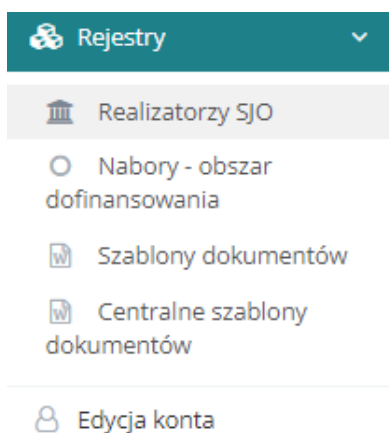 Rejestry
Realizatorzy SJO
Nabory - obszar
dofinansowania
Szablony dokumentów
Centralne szablony
dokumentów
Edycja konta